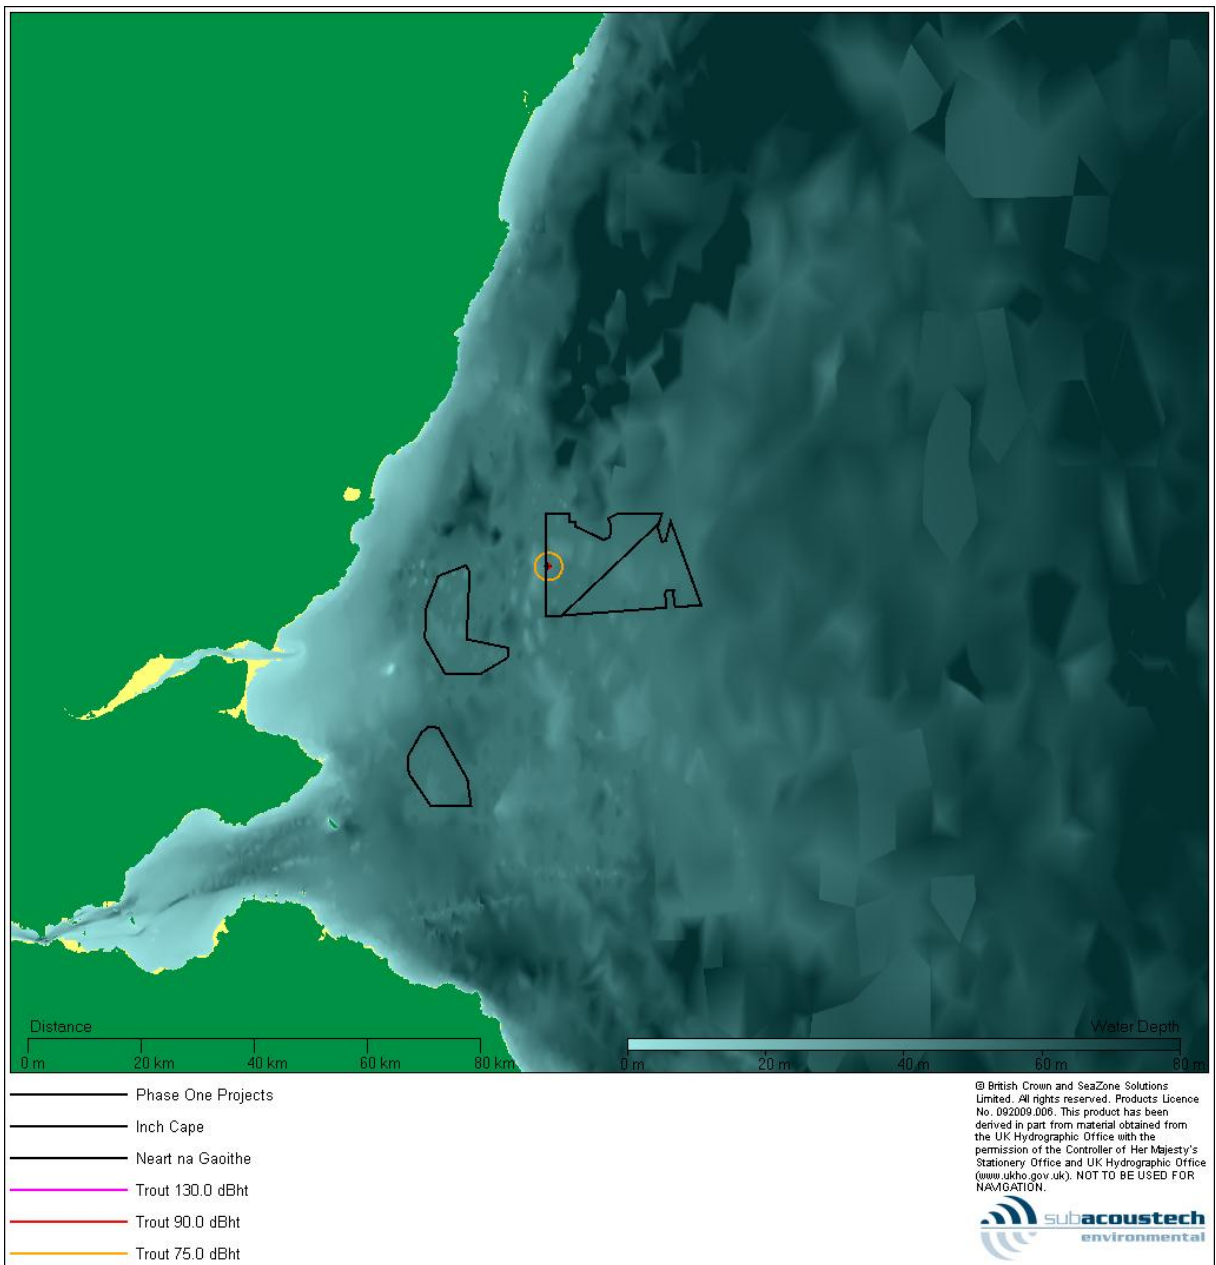 Distance
0 m 20 km 40 km 60 km 80 km
Water Depth
0 m 20 m 40 m 60 m 80 m
Phase One Projects
Inch Cape
Neart na Gaoithe
Trout 130.0 dBht
Trout 90.0 dBht
Trout 75.0 dBht
© British Crown and SeaZone Solutions
Limited. All rights reserved. Products Licence
No. 092009.006. This product has been
derived in part from material obtained from
the UK Hydrographic Office with the
permission of the Controller of Her Majesty's
Stationery Office and UK Hydrographic Office
(www.ukho.gov.uk). NOT TO BE USED FOR
NAVIGATION.
subacoustech
environmental